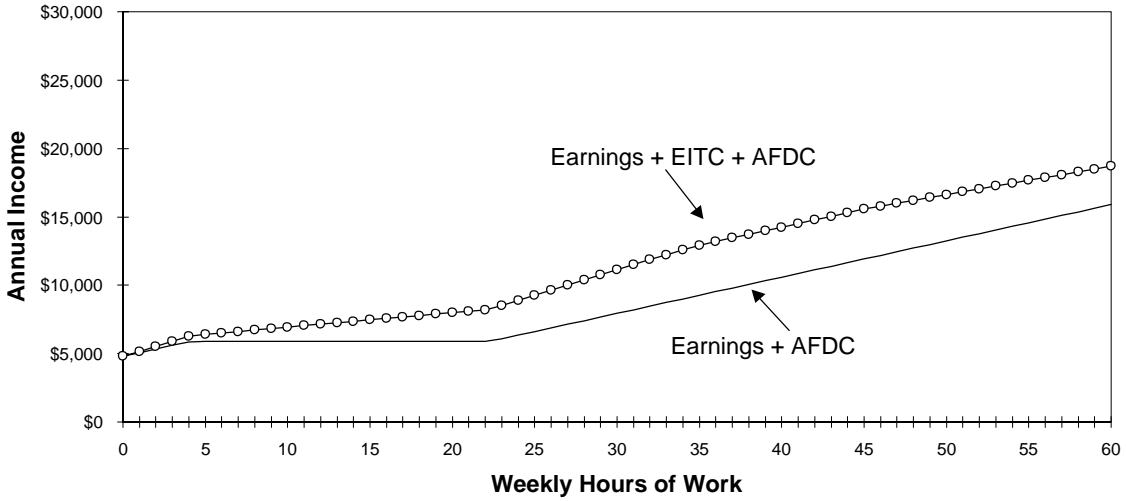 $30,000
$25,000
$20,000
$15,000
$10,000
$5,000
$0
Annual Income
Earnings + EITC + AFDC
Earnings + AFDC
0 5 10 15 20 25 30 35 40 45 50 55 60
Weekly Hours of Work